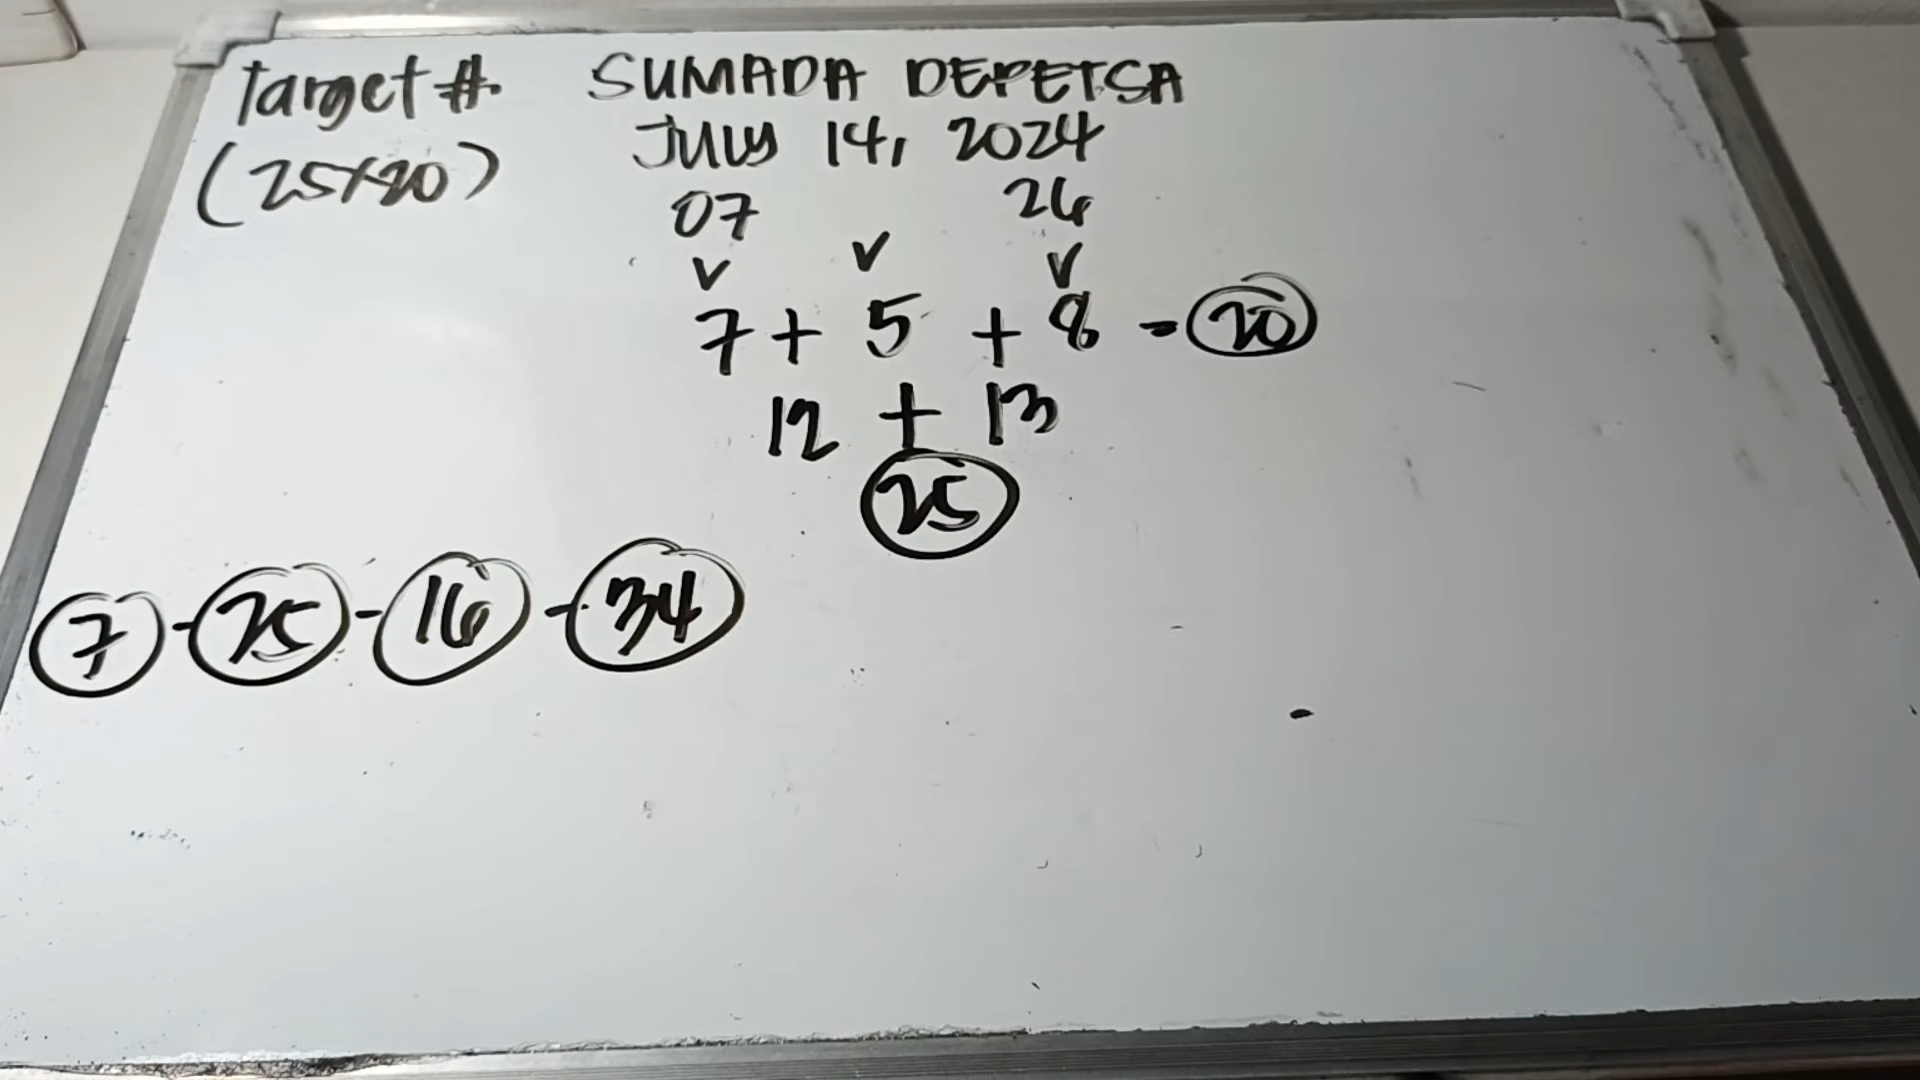 Target #. SUMADA DEPETSA
(25x20) JULY 14, 2024
07 26
v v v
7 + 5 + 8 = 20
12 + 13
25
7 - 25 - 16 - 34